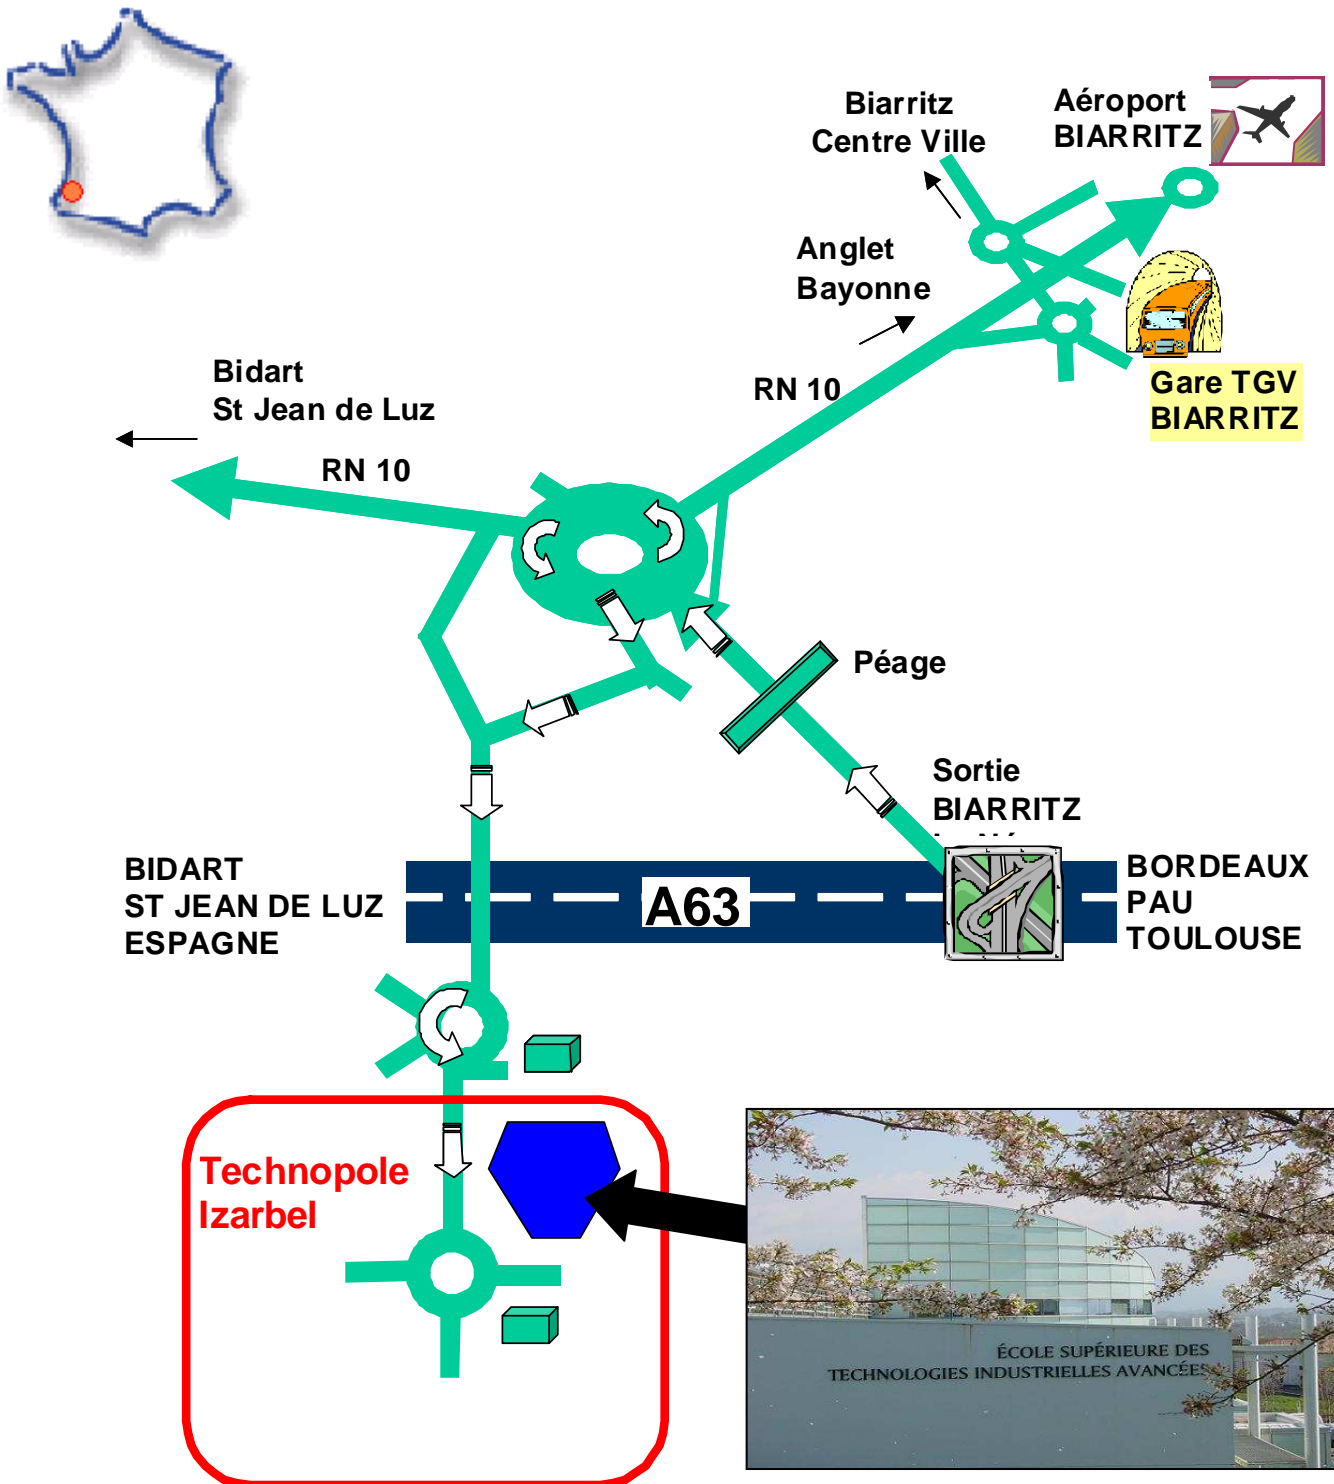 Biarritz
Centre Ville
Aéroport
BIARRITZ
Anglet
Bayonne
Gare TGV
BIARRITZ
RN 10
Bidart
St Jean de Luz
RN 10
Péage
Sortie
BIARRITZ
BIDART
ST JEAN DE LUZ
ESPAGNE
A63
BORDEAUX
PAU
TOULOUSE
Technopole
Izarbel
ÉCOLE SUPÉRIEURE DES
TECHNOLOGIES INDUSTRIELLES AVANCÉES